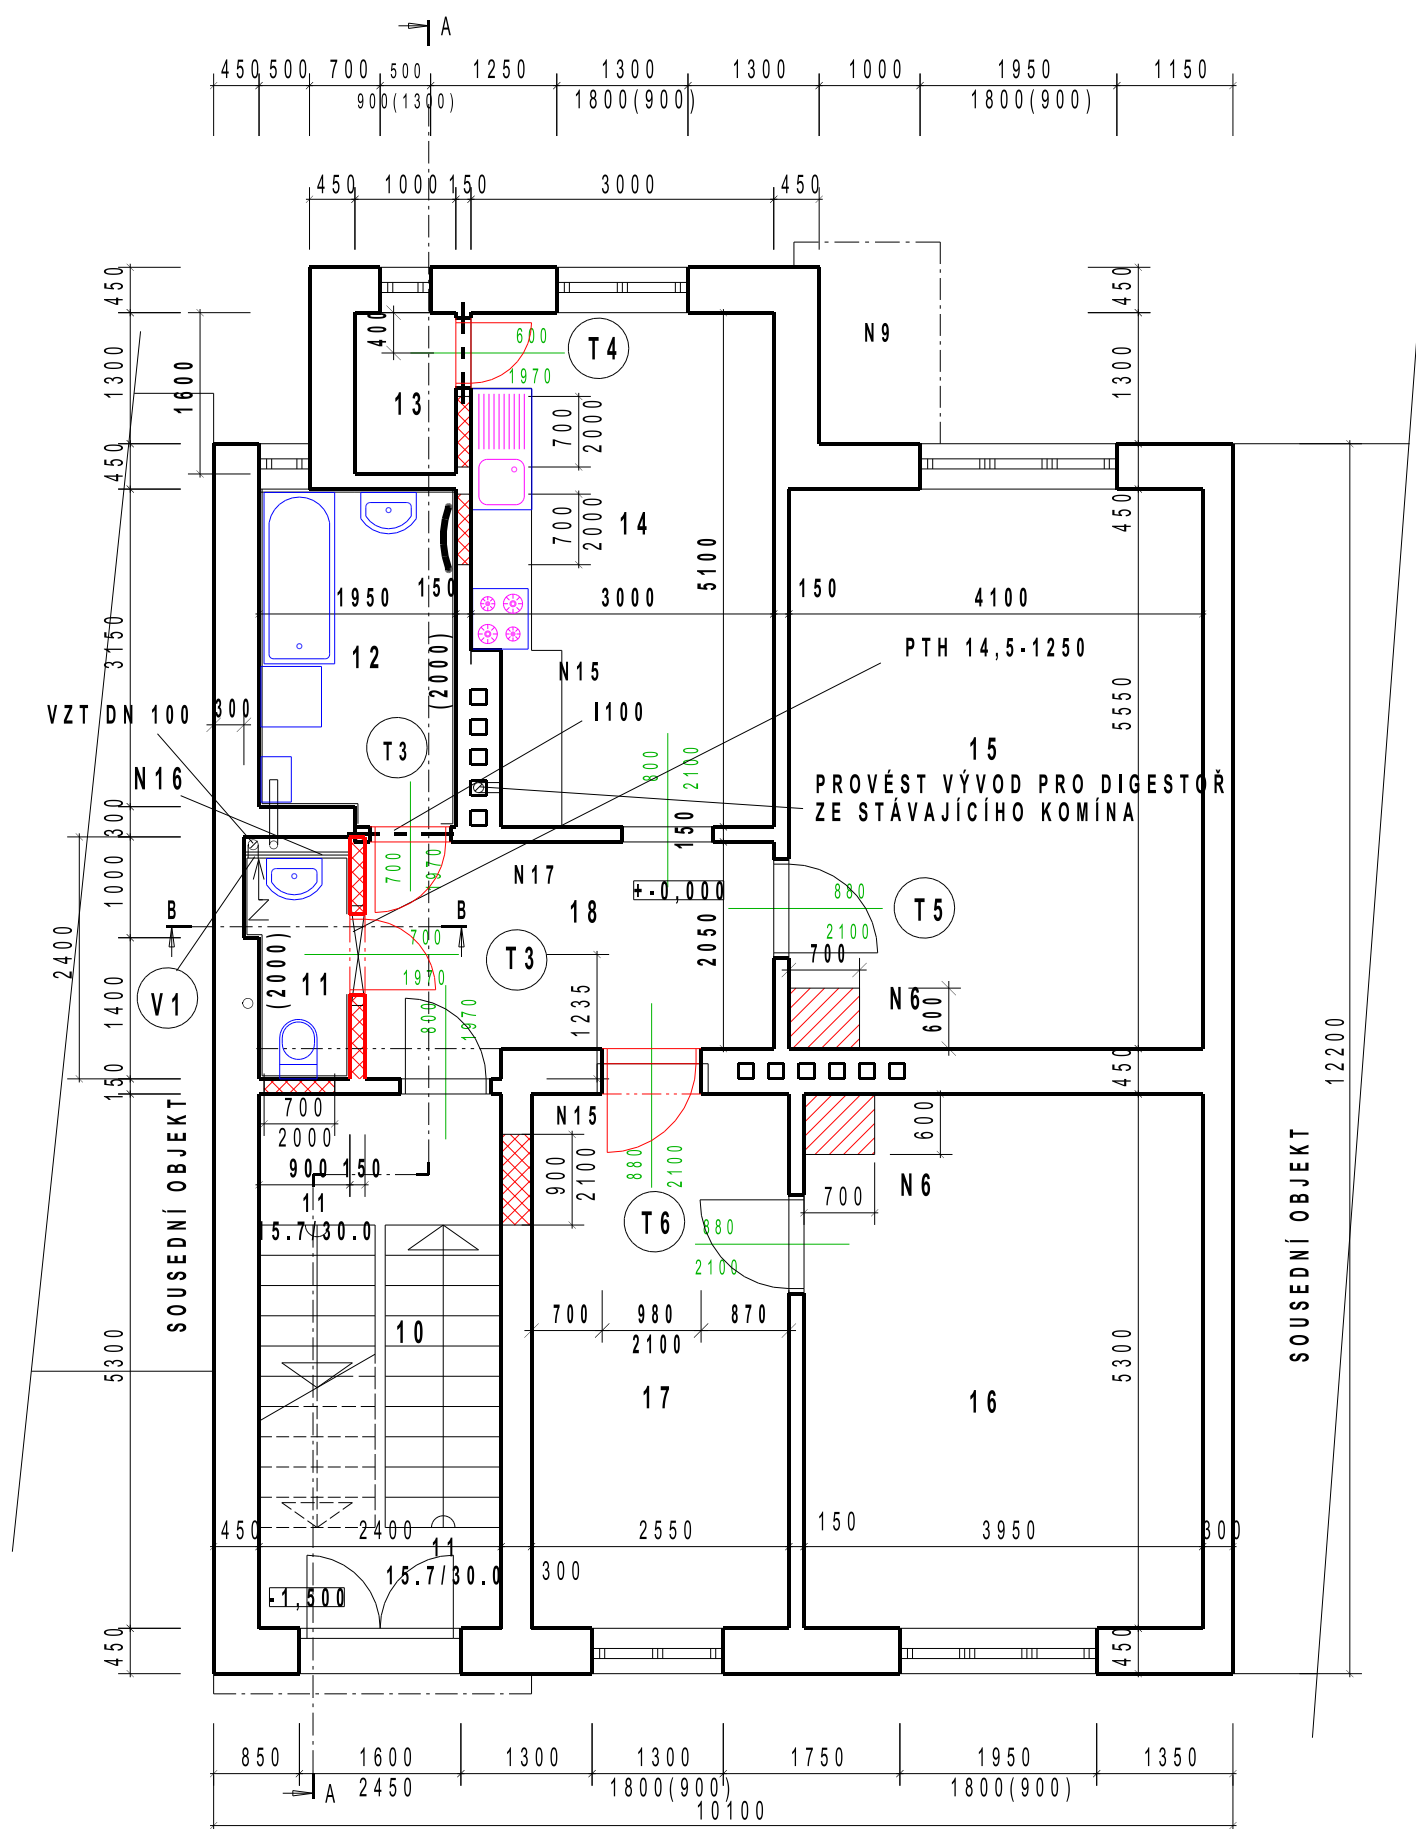 A
450 500 700 500 1250 1300 1300 1000 1950 1150
900(1300) 1800(900) 1800(900)
450 1000 150 3000 450
450
1300
450
3150
300
1000
1400
150
5300
450
1600
2400
400
600
1970
T4
N9
13
700
2000
700
2000
14
5100
450
1300
450
5550
450
5300
450
12200
1950 150 3000 150 4100
12
(2000)
N15
PTH 14,5-1250
I100
VZT DN 100
300
N16
T3
800
2100
15
PROVÉST VÝVOD PRO DIGESTOŘ
ZE STÁVAJÍCÍHO KOMÍNA
150
700
1970
N17
+-0,000
18
880
2100
T5
B
B
700
1970
T3
2050
700
N6
600
(2000)
11
V1
800
1970
1235
700
2000
N15
900
2100
880
2100
600
N6
700
900 150
11
15.7/30.0
T6
880
2100
SOUSEDNÍ OBJEKT
SOUSEDNÍ OBJEKT
10
700 980 870
2100
17
16
450 2400 2550 150 3950 300
11
15.7/30.0
300
-1,500
850 1600 1300 1300 1750 1950 1350
2450 1800(900) 1800(900)
A
10100